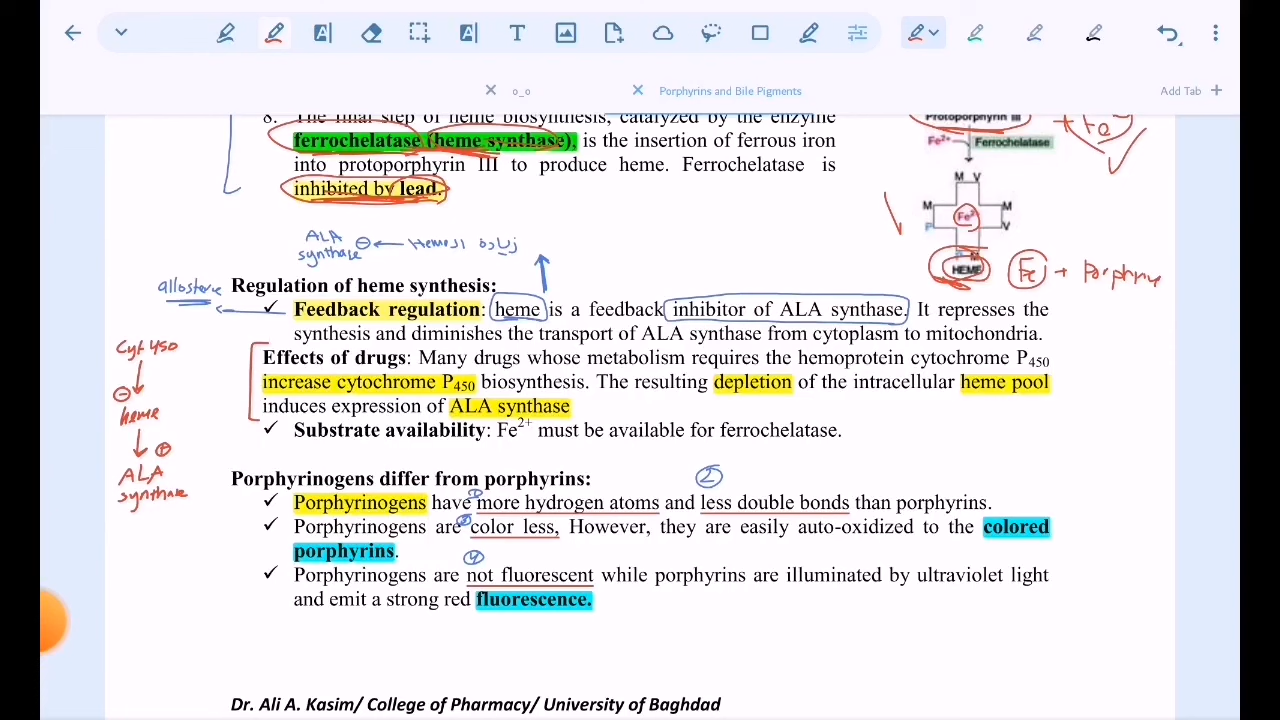 o_o
Porphyrins and Bile Pigments
Add Tab
8. The final step of heme biosynthesis, catalyzed by the enzyme
ferrochelatase (heme synthase), is the insertion of ferrous iron
into protoporphyrin III to produce heme. Ferrochelatase is
inhibited by lead.
Protoporphyrin III
+ Fe
Fe2+
Ferrochelatase
M V
M
M
P
V
Fe2
P M
HEME
Fe + Porphyrin
ALA
synthase ⊖ ← Heme زيادة ال
allosteric
Regulation of heme synthesis:
✓ Feedback regulation: heme is a feedback inhibitor of ALA synthase. It represses the
synthesis and diminishes the transport of ALA synthase from cytoplasm to mitochondria.
Effects of drugs: Many drugs whose metabolism requires the hemoprotein cytochrome P450
increase cytochrome P450 biosynthesis. The resulting depletion of the intracellular heme pool
induces expression of ALA synthase
✓ Substrate availability: Fe2+ must be available for ferrochelatase.
Cyt 450
⊖
heme
⊕
ALA
synthase
Porphyrinogens differ from porphyrins:
②
✓ Porphyrinogens have ① more hydrogen atoms and less double bonds than porphyrins.
✓ Porphyrinogens are ③ color less, However, they are easily auto-oxidized to the colored
porphyrins.
④
✓ Porphyrinogens are not fluorescent while porphyrins are illuminated by ultraviolet light
and emit a strong red fluorescence.
Dr. Ali A. Kasim/ College of Pharmacy/ University of Baghdad